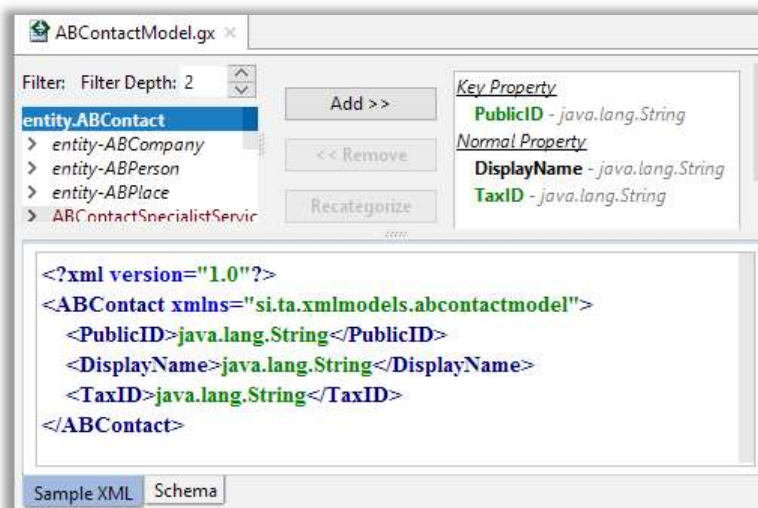 ABContactModel.gx
Filter: Filter Depth: 2
entity.ABContact
entity-ABCompany
entity-ABPerson
entity-ABPlace
ABContactSpecialistServic
Add >>
<< Remove
Recategorize
Key Property
PublicID - java.lang.String
Normal Property
DisplayName - java.lang.String
TaxID - java.lang.String
<?xml version="1.0"?>
<ABContact xmlns="si.ta.xmlmodels.abcontactmodel">
<PublicID>java.lang.String</PublicID>
<DisplayName>java.lang.String</DisplayName>
<TaxID>java.lang.String</TaxID>
</ABContact>
Sample XML Schema